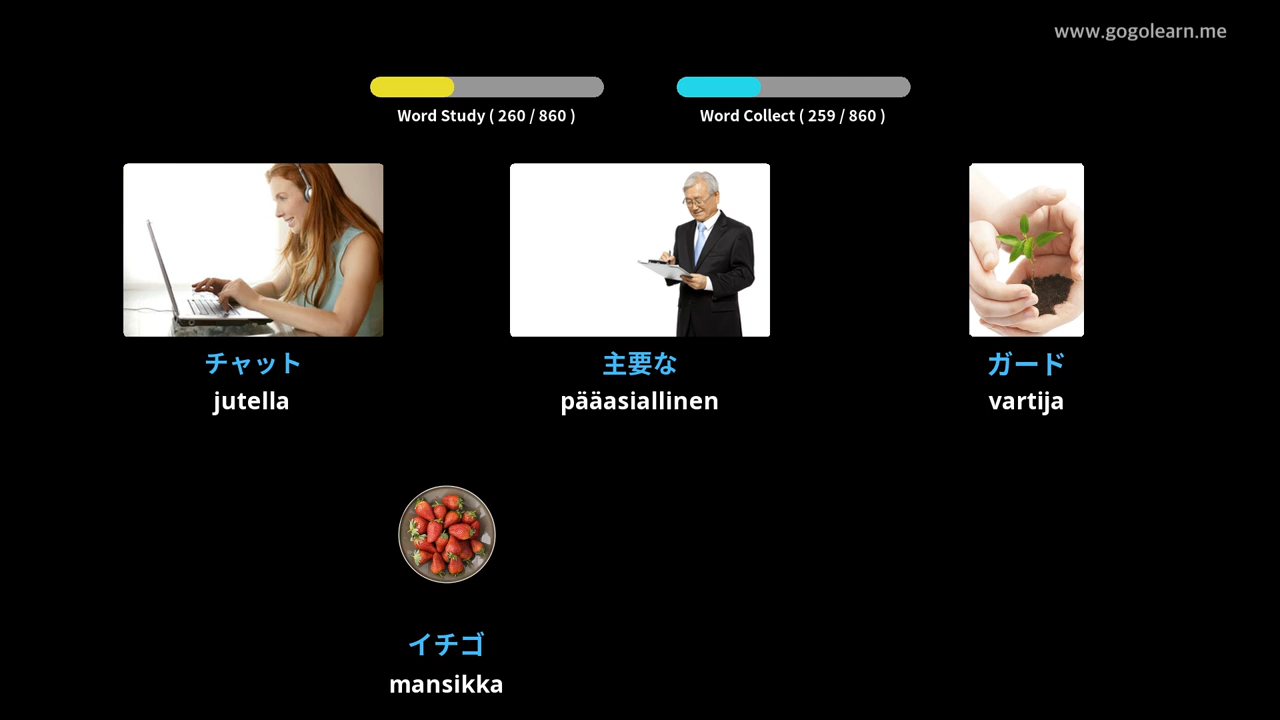 www.gogolearn.me
Word Study ( 260 / 860 )
Word Collect ( 259 / 860 )
チャット
jutella
主要な
pääasiallinen
ガード
vartija
イチゴ
mansikka